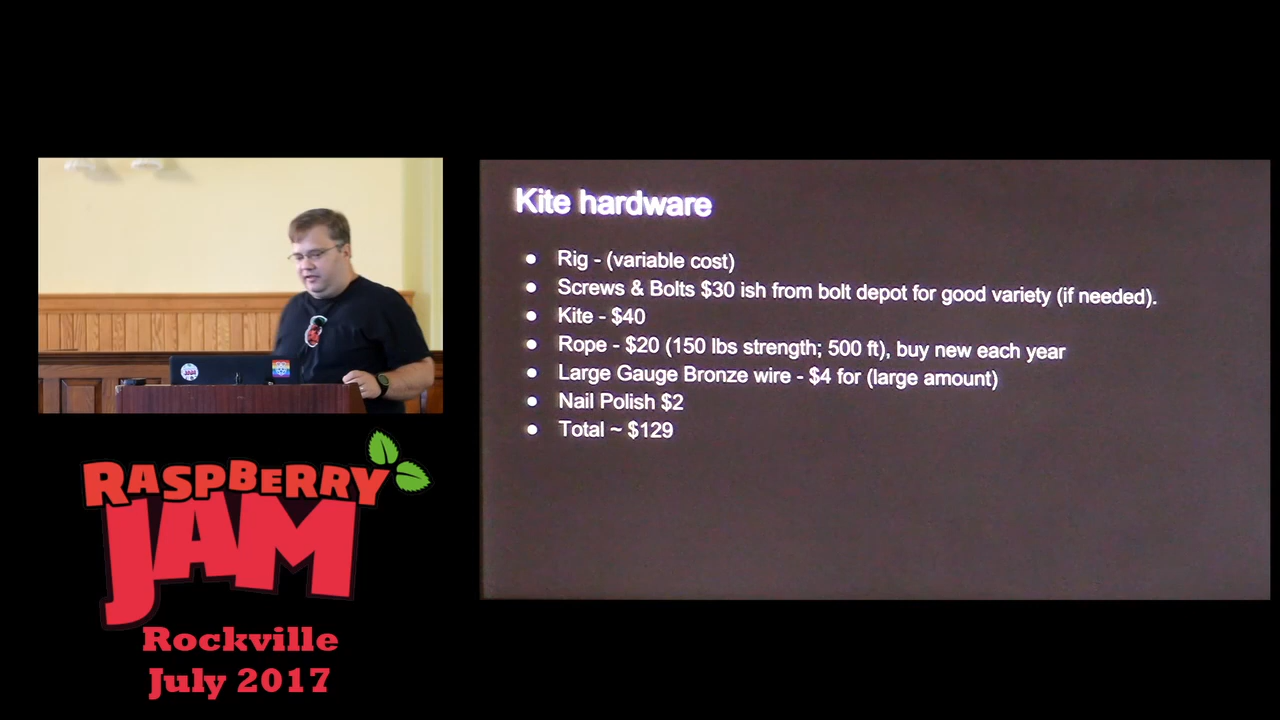 Kite hardware
● Rig - (variable cost)
● Screws & Bolts $30 ish from bolt depot for good variety (if needed).
● Kite - $40
● Rope - $20 (150 lbs strength; 500 ft), buy new each year
● Large Gauge Bronze wire - $4 for (large amount)
● Nail Polish $2
● Total ~ $129
RASPBERRY
JAM
Rockville
July 2017